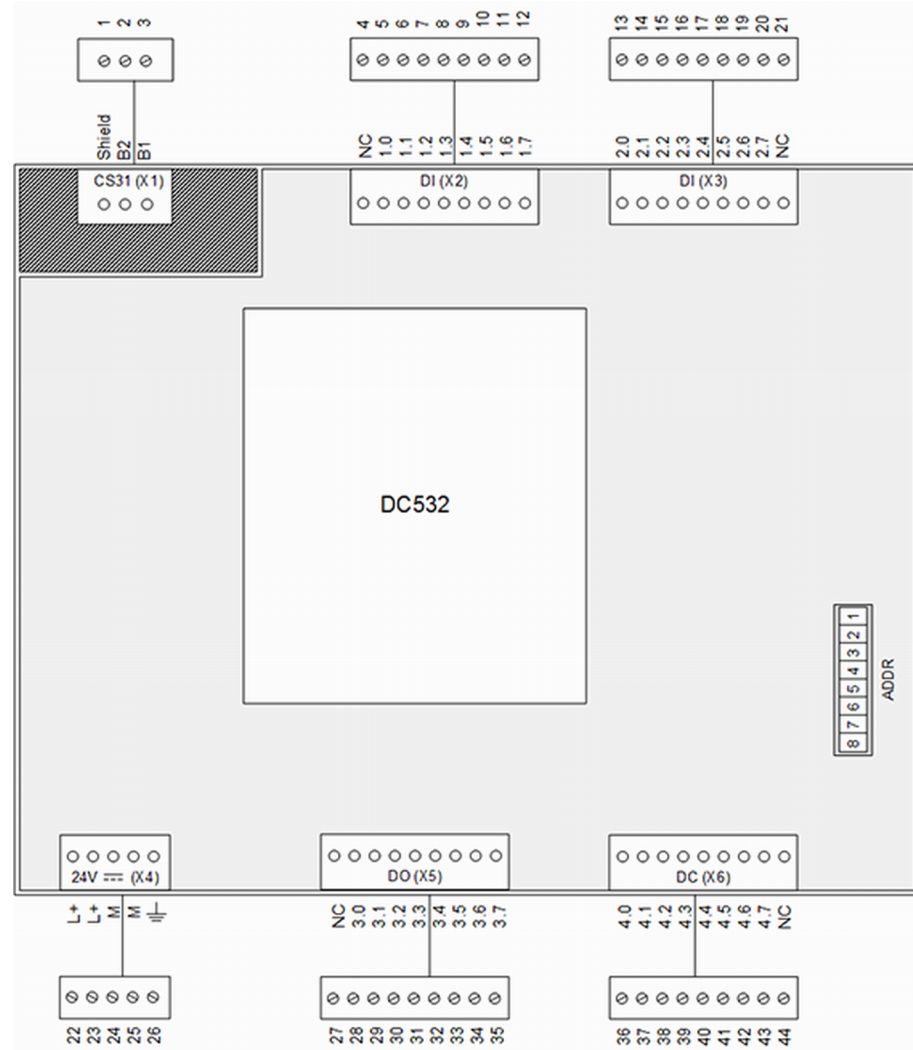 1 2 3
4 5 6 7 8 9 10 11 12
13 14 15 16 17 18 19 20 21
Shield B2 B1
NC 1.0 1.1 1.2 1.3 1.4 1.5 1.6 1.7
2.0 2.1 2.2 2.3 2.4 2.5 2.6 2.7 NC
CS31 (X1)
DI (X2)
DI (X3)
DC532
1 2 3 4 5 6 7 8
ADDR
24V (X4)
DO (X5)
DC (X6)
L+ L+ M M
NC 3.0 3.1 3.2 3.3 3.4 3.5 3.6 3.7
4.0 4.1 4.2 4.3 4.4 4.5 4.6 4.7 NC
22 23 24 25 26
27 28 29 30 31 32 33 34 35
36 37 38 39 40 41 42 43 44